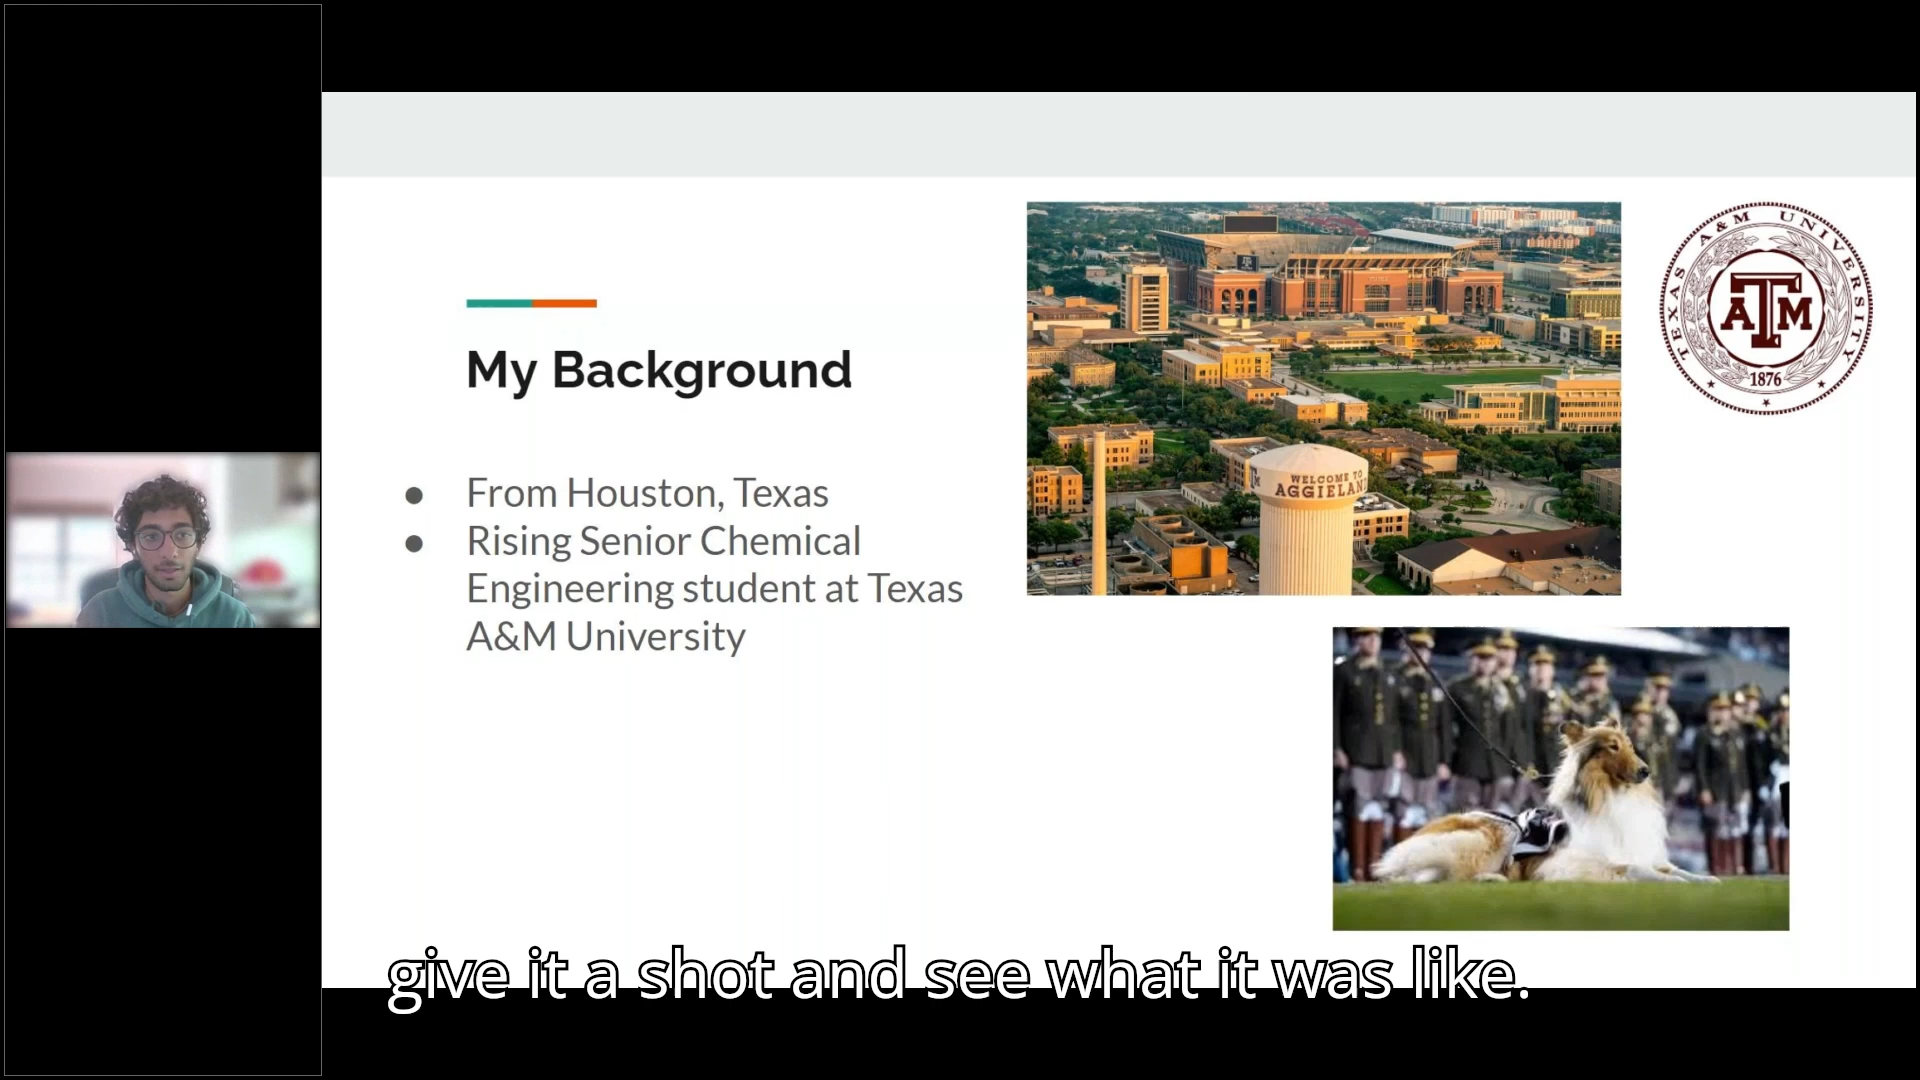 My Background
● From Houston, Texas
● Rising Senior Chemical
Engineering student at Texas
A&M University
WELCOME TO
AGGIELAND
TEXAS A&M UNIVERSITY
ATM
1876
give it a shot and see what it was like.